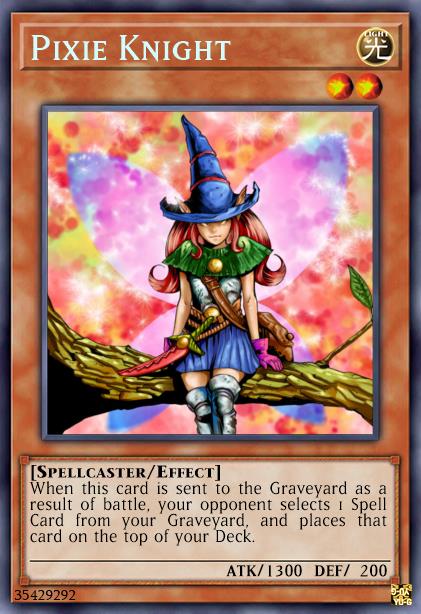 PIXIE KNIGHT
LIGHT
光
[SPELLCASTER/EFFECT]
When this card is sent to the Graveyard as a
result of battle, your opponent selects 1 Spell
Card from your Graveyard, and places that
card on the top of your Deck.
ATK/1300 DEF/ 200
35429292